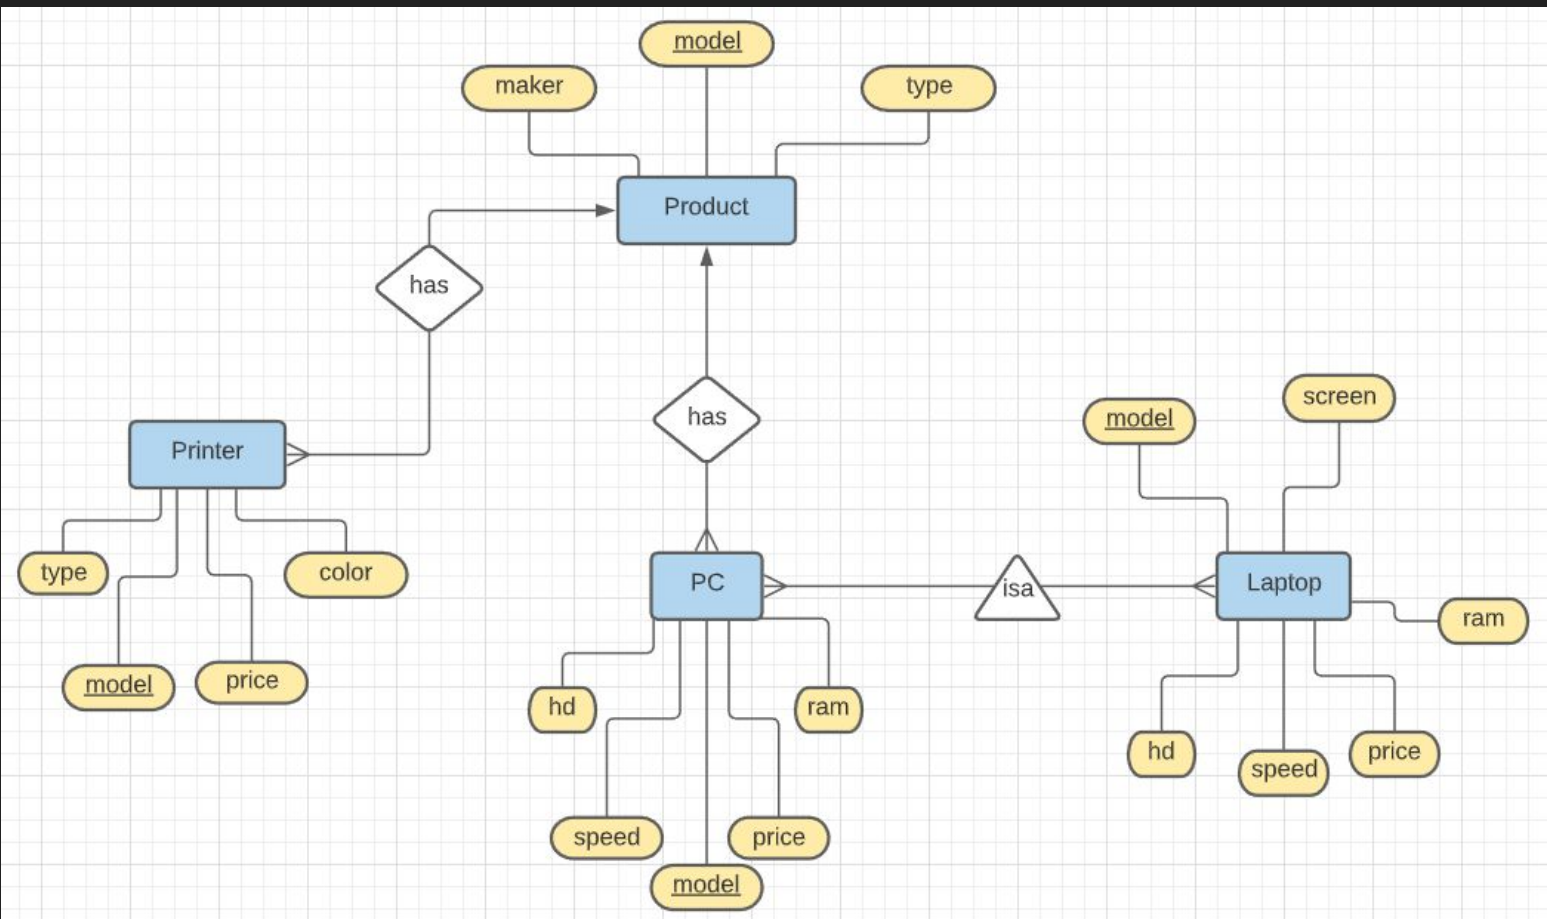 model
maker
type
Product
has
has
screen
model
Printer
PC
isa
Laptop
type
color
ram
model
price
hd
ram
hd
speed
price
speed
price
model